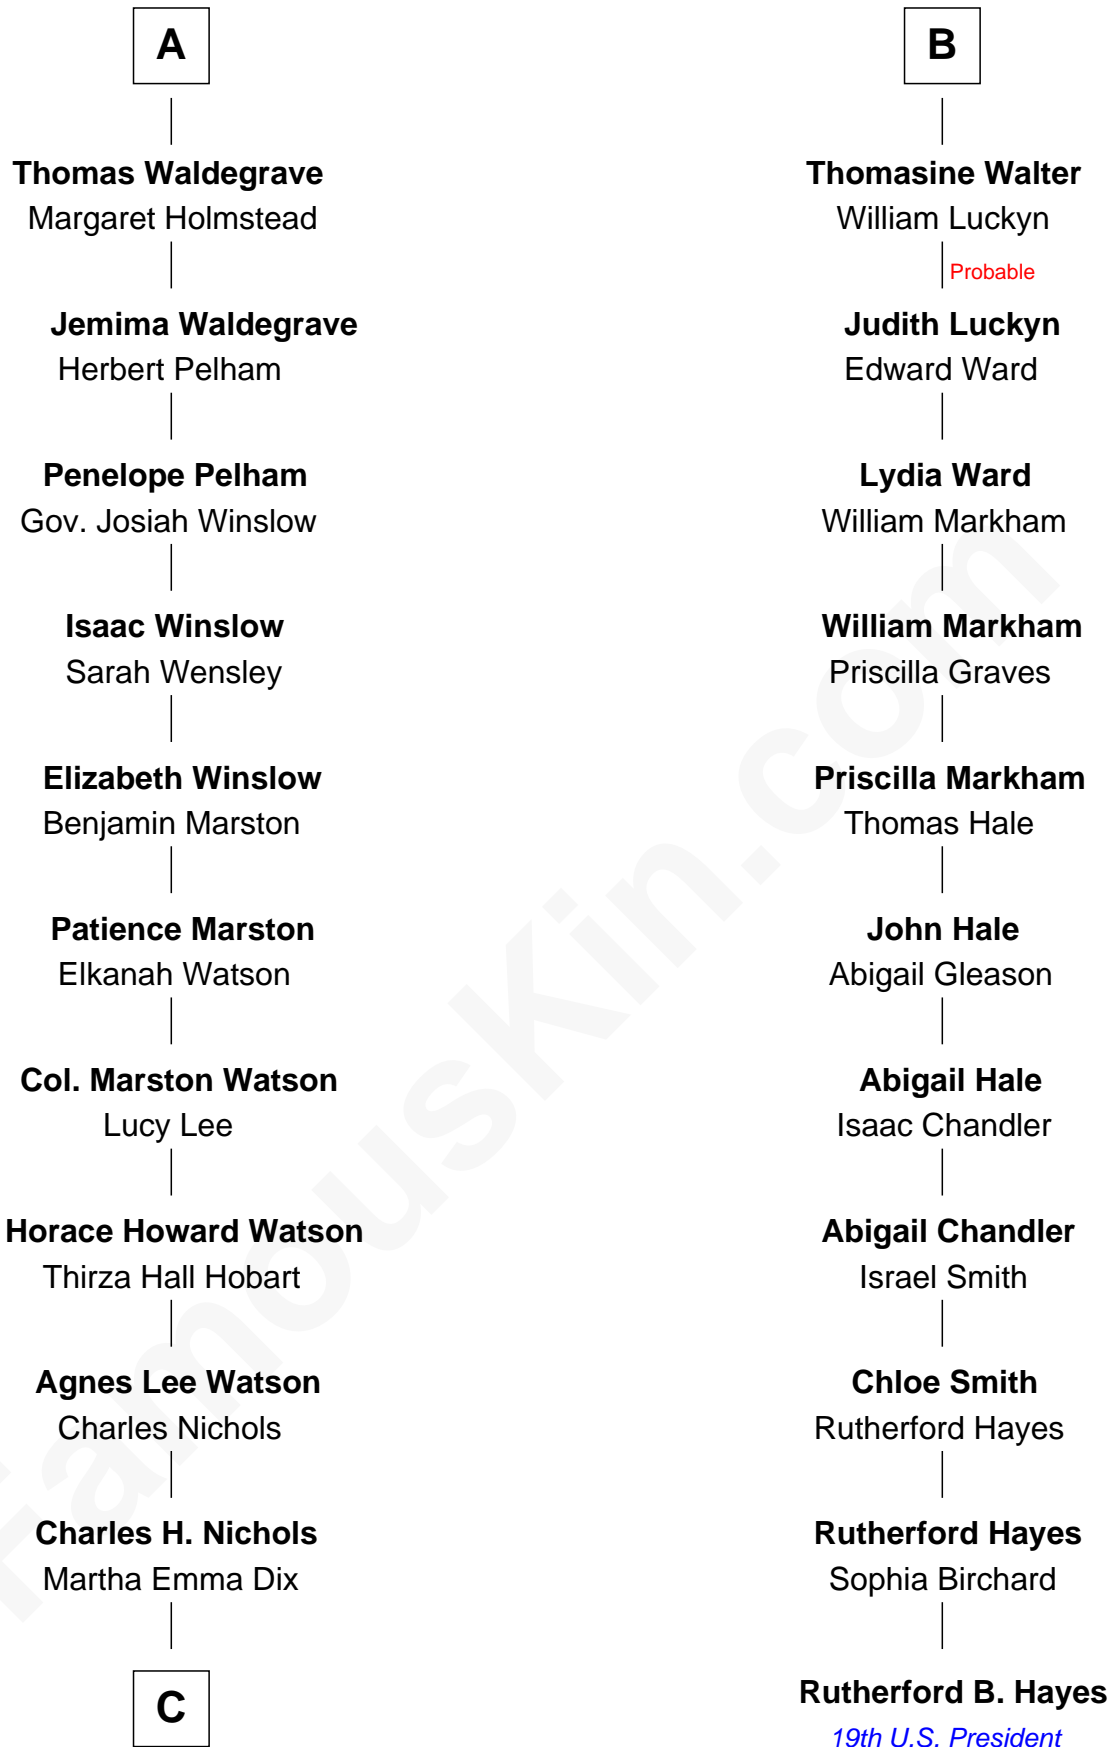 A
Thomas Waldegrave
Margaret Holmstead
Jemima Waldegrave
Herbert Pelham
Penelope Pelham
Gov. Josiah Winslow
Isaac Winslow
Sarah Wensley
Elizabeth Winslow
Benjamin Marston
Patience Marston
Elkanah Watson
Col. Marston Watson
Lucy Lee
Horace Howard Watson
Thirza Hall Hobart
Agnes Lee Watson
Charles Nichols
Charles H. Nichols
Martha Emma Dix
C
B
Thomasine Walter
William Luckyn
Probable
Judith Luckyn
Edward Ward
Lydia Ward
William Markham
William Markham
Priscilla Graves
Priscilla Markham
Thomas Hale
John Hale
Abigail Gleason
Abigail Hale
Isaac Chandler
Abigail Chandler
Israel Smith
Chloe Smith
Rutherford Hayes
Rutherford Hayes
Sophia Birchard
Rutherford B. Hayes
19th U.S. President
FamousKin.com